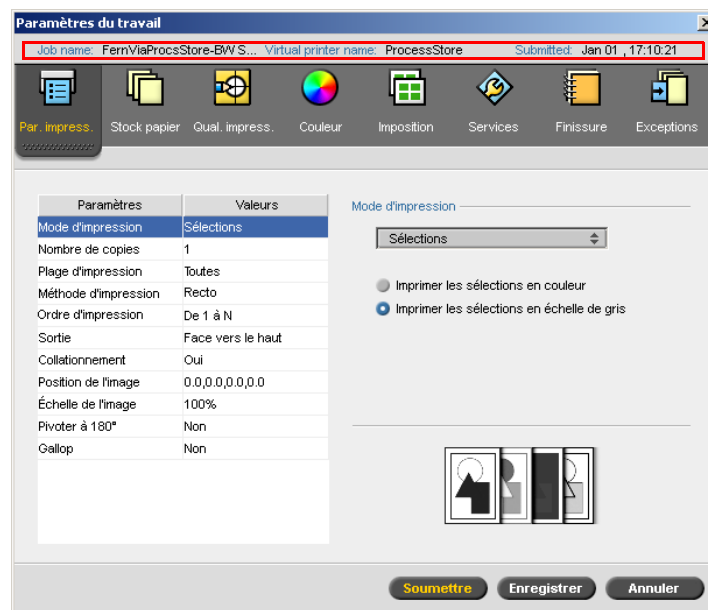 Paramètres du travail
Job name: FernViaProcsStore-BW S... Virtual printer name: ProcessStore Submitted: Jan 01 , 17:10:21
Par. impress. Stock papier Qual. impress. Couleur Imposition Services Finissure Exceptions
Paramètres Valeurs
Mode d'impression Sélections
Nombre de copies 1
Plage d'impression Toutes
Méthode d'impression Recto
Ordre d'impression De 1 à N
Sortie Face vers le haut
Collationnement Oui
Position de l'image 0.0,0.0,0.0,0.0
Échelle de l'image 100%
Pivoter à 180° Non
Gallop Non
Mode d'impression
Sélections
Imprimer les sélections en couleur
Imprimer les sélections en échelle de gris
Soumettre Enregistrer Annuler